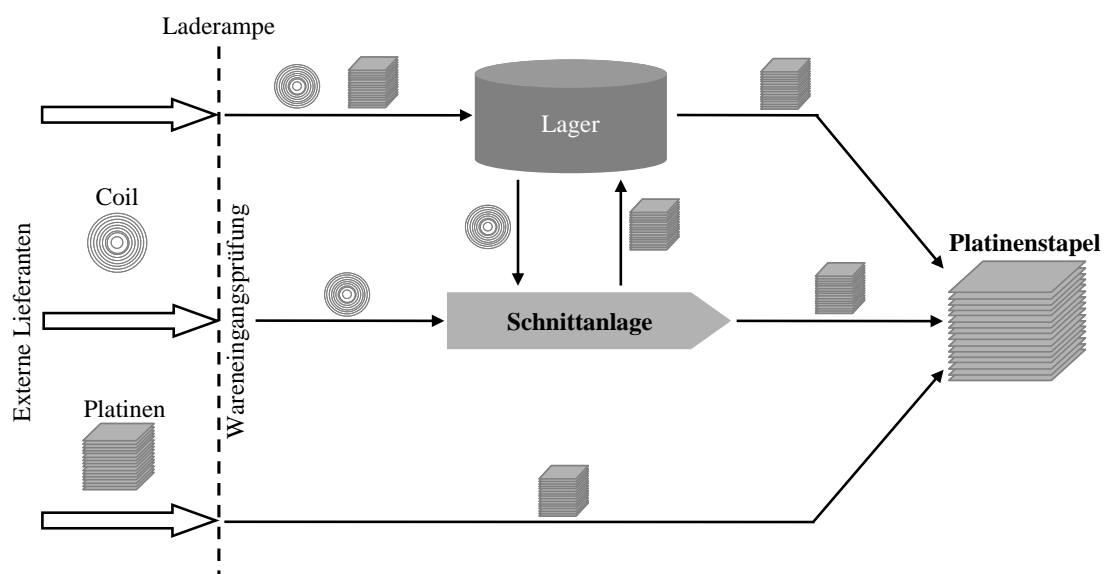 Laderampe
Lager
Coil
Externe Lieferanten
Wareneingangsprüfung
Platinenstapel
Schnittanlage
Platinen